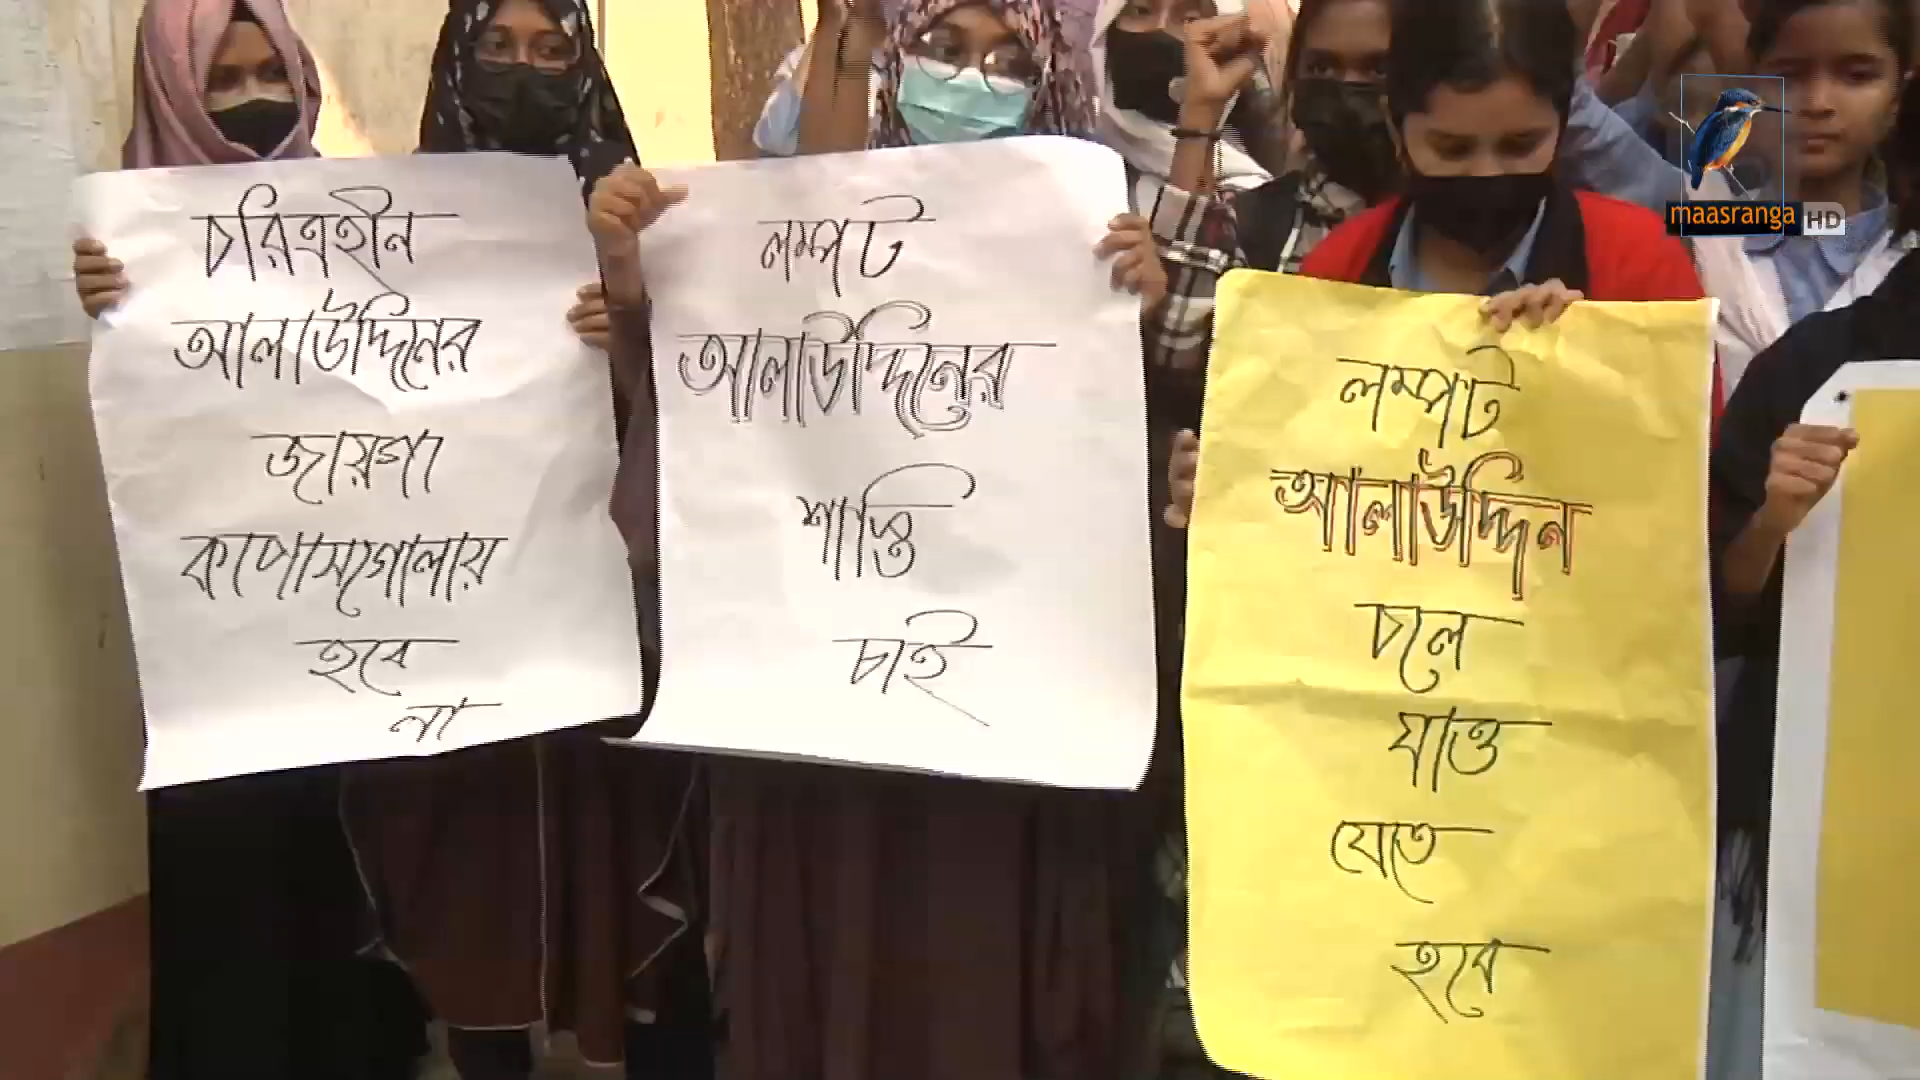 চরিত্রহীন
আলাউদ্দিনের
জায়গা
কাপাসগোলায়
হবে
না
লম্পট
আলাউদ্দিনের
শাস্তি
চাই
লম্পট
আলাউদ্দিন
চলে
যাও
যেতে
হবে
maasranga HD